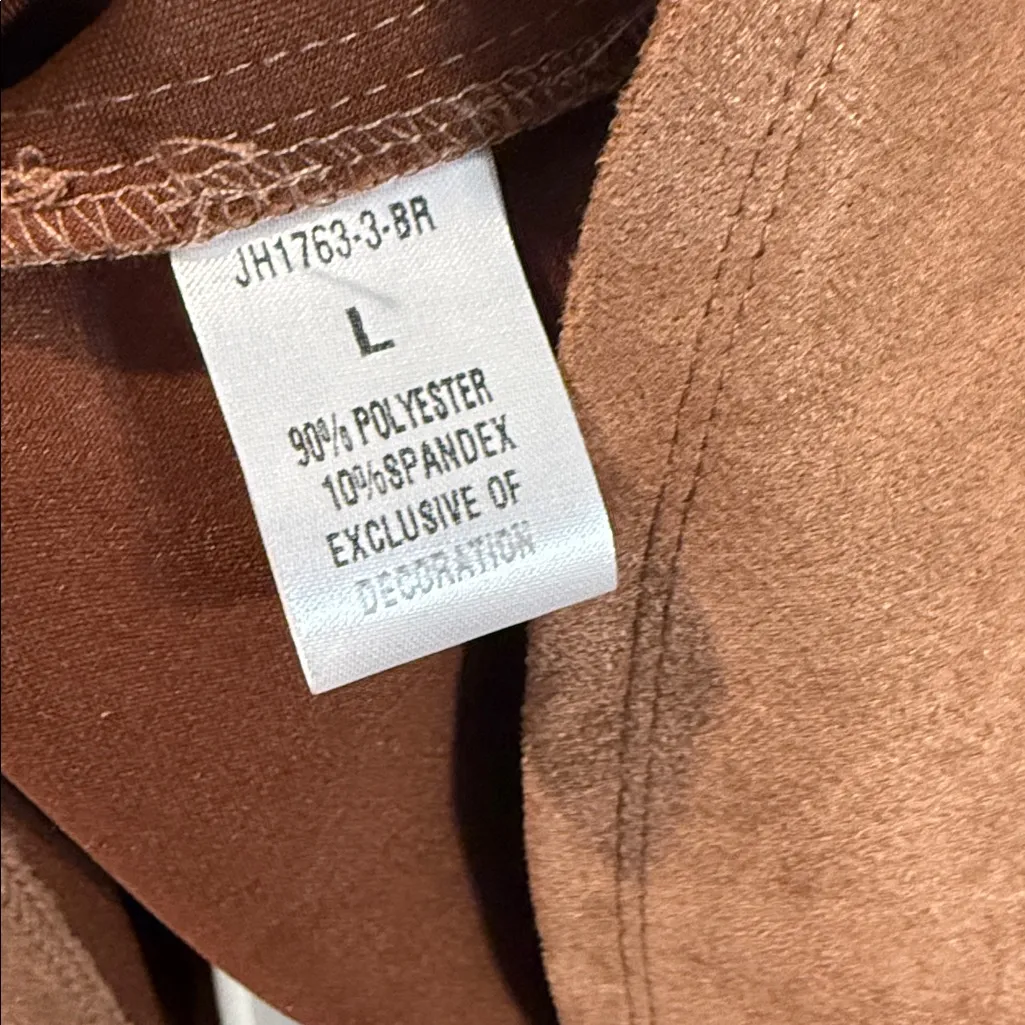 JH1763-3-BR
L
90% POLYESTER
10%SPANDEX
EXCLUSIVE OF
DECORATION